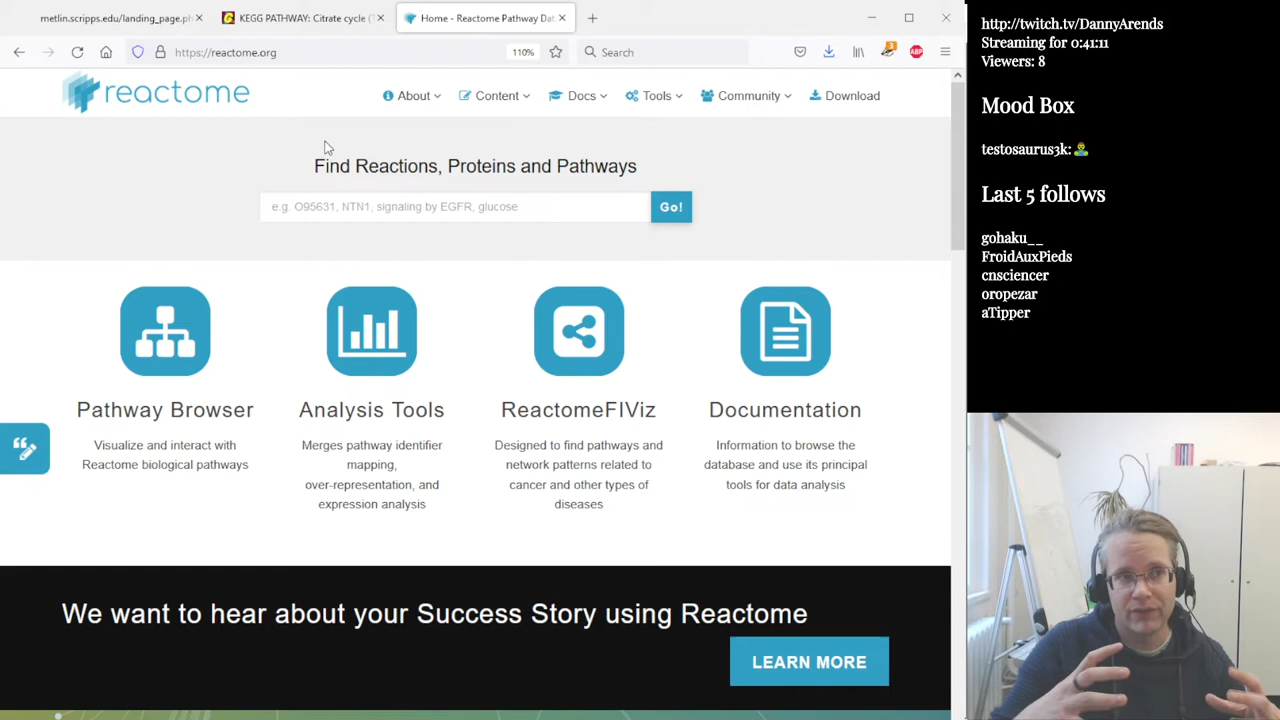 metlin.scripps.edu/landing_page.ph
KEGG PATHWAY: Citrate cycle (T
Home - Reactome Pathway Dat
https://reactome.org
110%
Search
3
ABP
reactome
About
Content
Docs
Tools
Community
Download
Find Reactions, Proteins and Pathways
e.g. O95631, NTN1, signaling by EGFR, glucose
Go!
Pathway Browser
Visualize and interact with
Reactome biological pathways
Analysis Tools
Merges pathway identifier
mapping,
over-representation, and
expression analysis
ReactomeFIViz
Designed to find pathways and
network patterns related to
cancer and other types of
diseases
Documentation
Information to browse the
database and use its principal
tools for data analysis
We want to hear about your Success Story using Reactome
LEARN MORE
http://twitch.tv/DannyArends
Streaming for 0:41:11
Viewers: 8
Mood Box
testosaurus3k:🧟‍♂️
Last 5 follows
gohaku__
FroidAuxPieds
cnsciencer
oropezar
aTipper